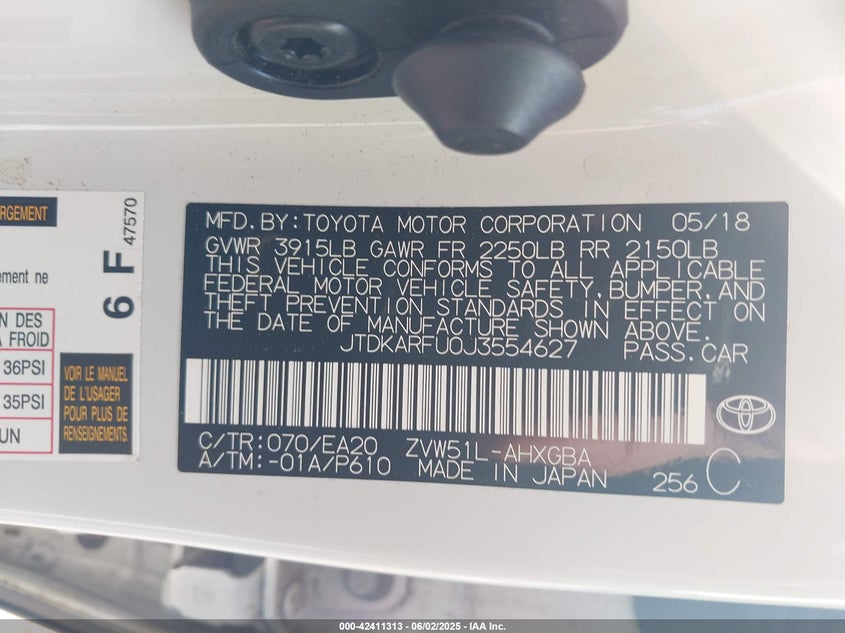 RGEMENT
47570
6 F
ement ne
N DES
A FROID
36PSI
35PSI
UN
VOIR LE MANUEL
DE L'USAGER
POUR PLUS DE
RENSEIGNEMENTS.
MFD.BY:TOYOTA MOTOR CORPORATION 05/18
GVWR 3915LB GAWR FR 2250LB RR 2150LB
THIS VEHICLE CONFORMS TO ALL APPLICABLE
FEDERAL MOTOR VEHICLE SAFETY,BUMPER,AND
THEFT PREVENTION STANDARDS IN EFFECT ON
THE DATE OF MANUFACTURE SHOWN ABOVE.
JTDKARFU0J3554627 PASS.CAR
C/TR:070/EA20 ZVW51L-AHXGBA
A/TM:-01A/P610 MADE IN JAPAN 256 C
000-42411313 - 06/02/2025 - IAA Inc.